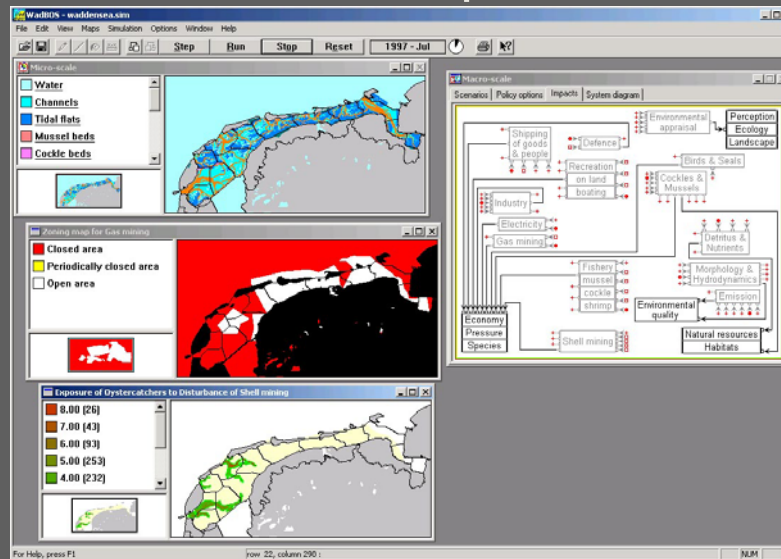 WadBOS - waddensea.sim
File Edit View Maps Simulation Options Window Help
Step Run Stop Reset 1997 - Jul
Micro-scale
Water
Channels
Tidal flats
Mussel beds
Cockle beds
Zoning map for Gas mining
Closed area
Periodically closed area
Open area
Exposure of Oystercatchers to Disturbance of Shell mining
8.00 (26)
7.00 (43)
6.00 (93)
5.00 (253)
4.00 (232)
Macro-scale
Scenarios Policy options Impacts System diagram
Shipping
of goods
& people
Defence
Environmental
appraisal
Perception
Ecology
Landscape
Recreation
on land
boating
Birds & Seals
Cockles &
Mussels
Industry
Electricity
Gas mining
Detritus &
Nutrients
Fishery
mussel
cockle
shrimp
Morphology &
Hydrodynamics
Environmental
quality
Emission
Economy
Pressure
Species
Shell mining
Natural resources
Habitats
For Help, press F1
row 22, column 290 :
NUM